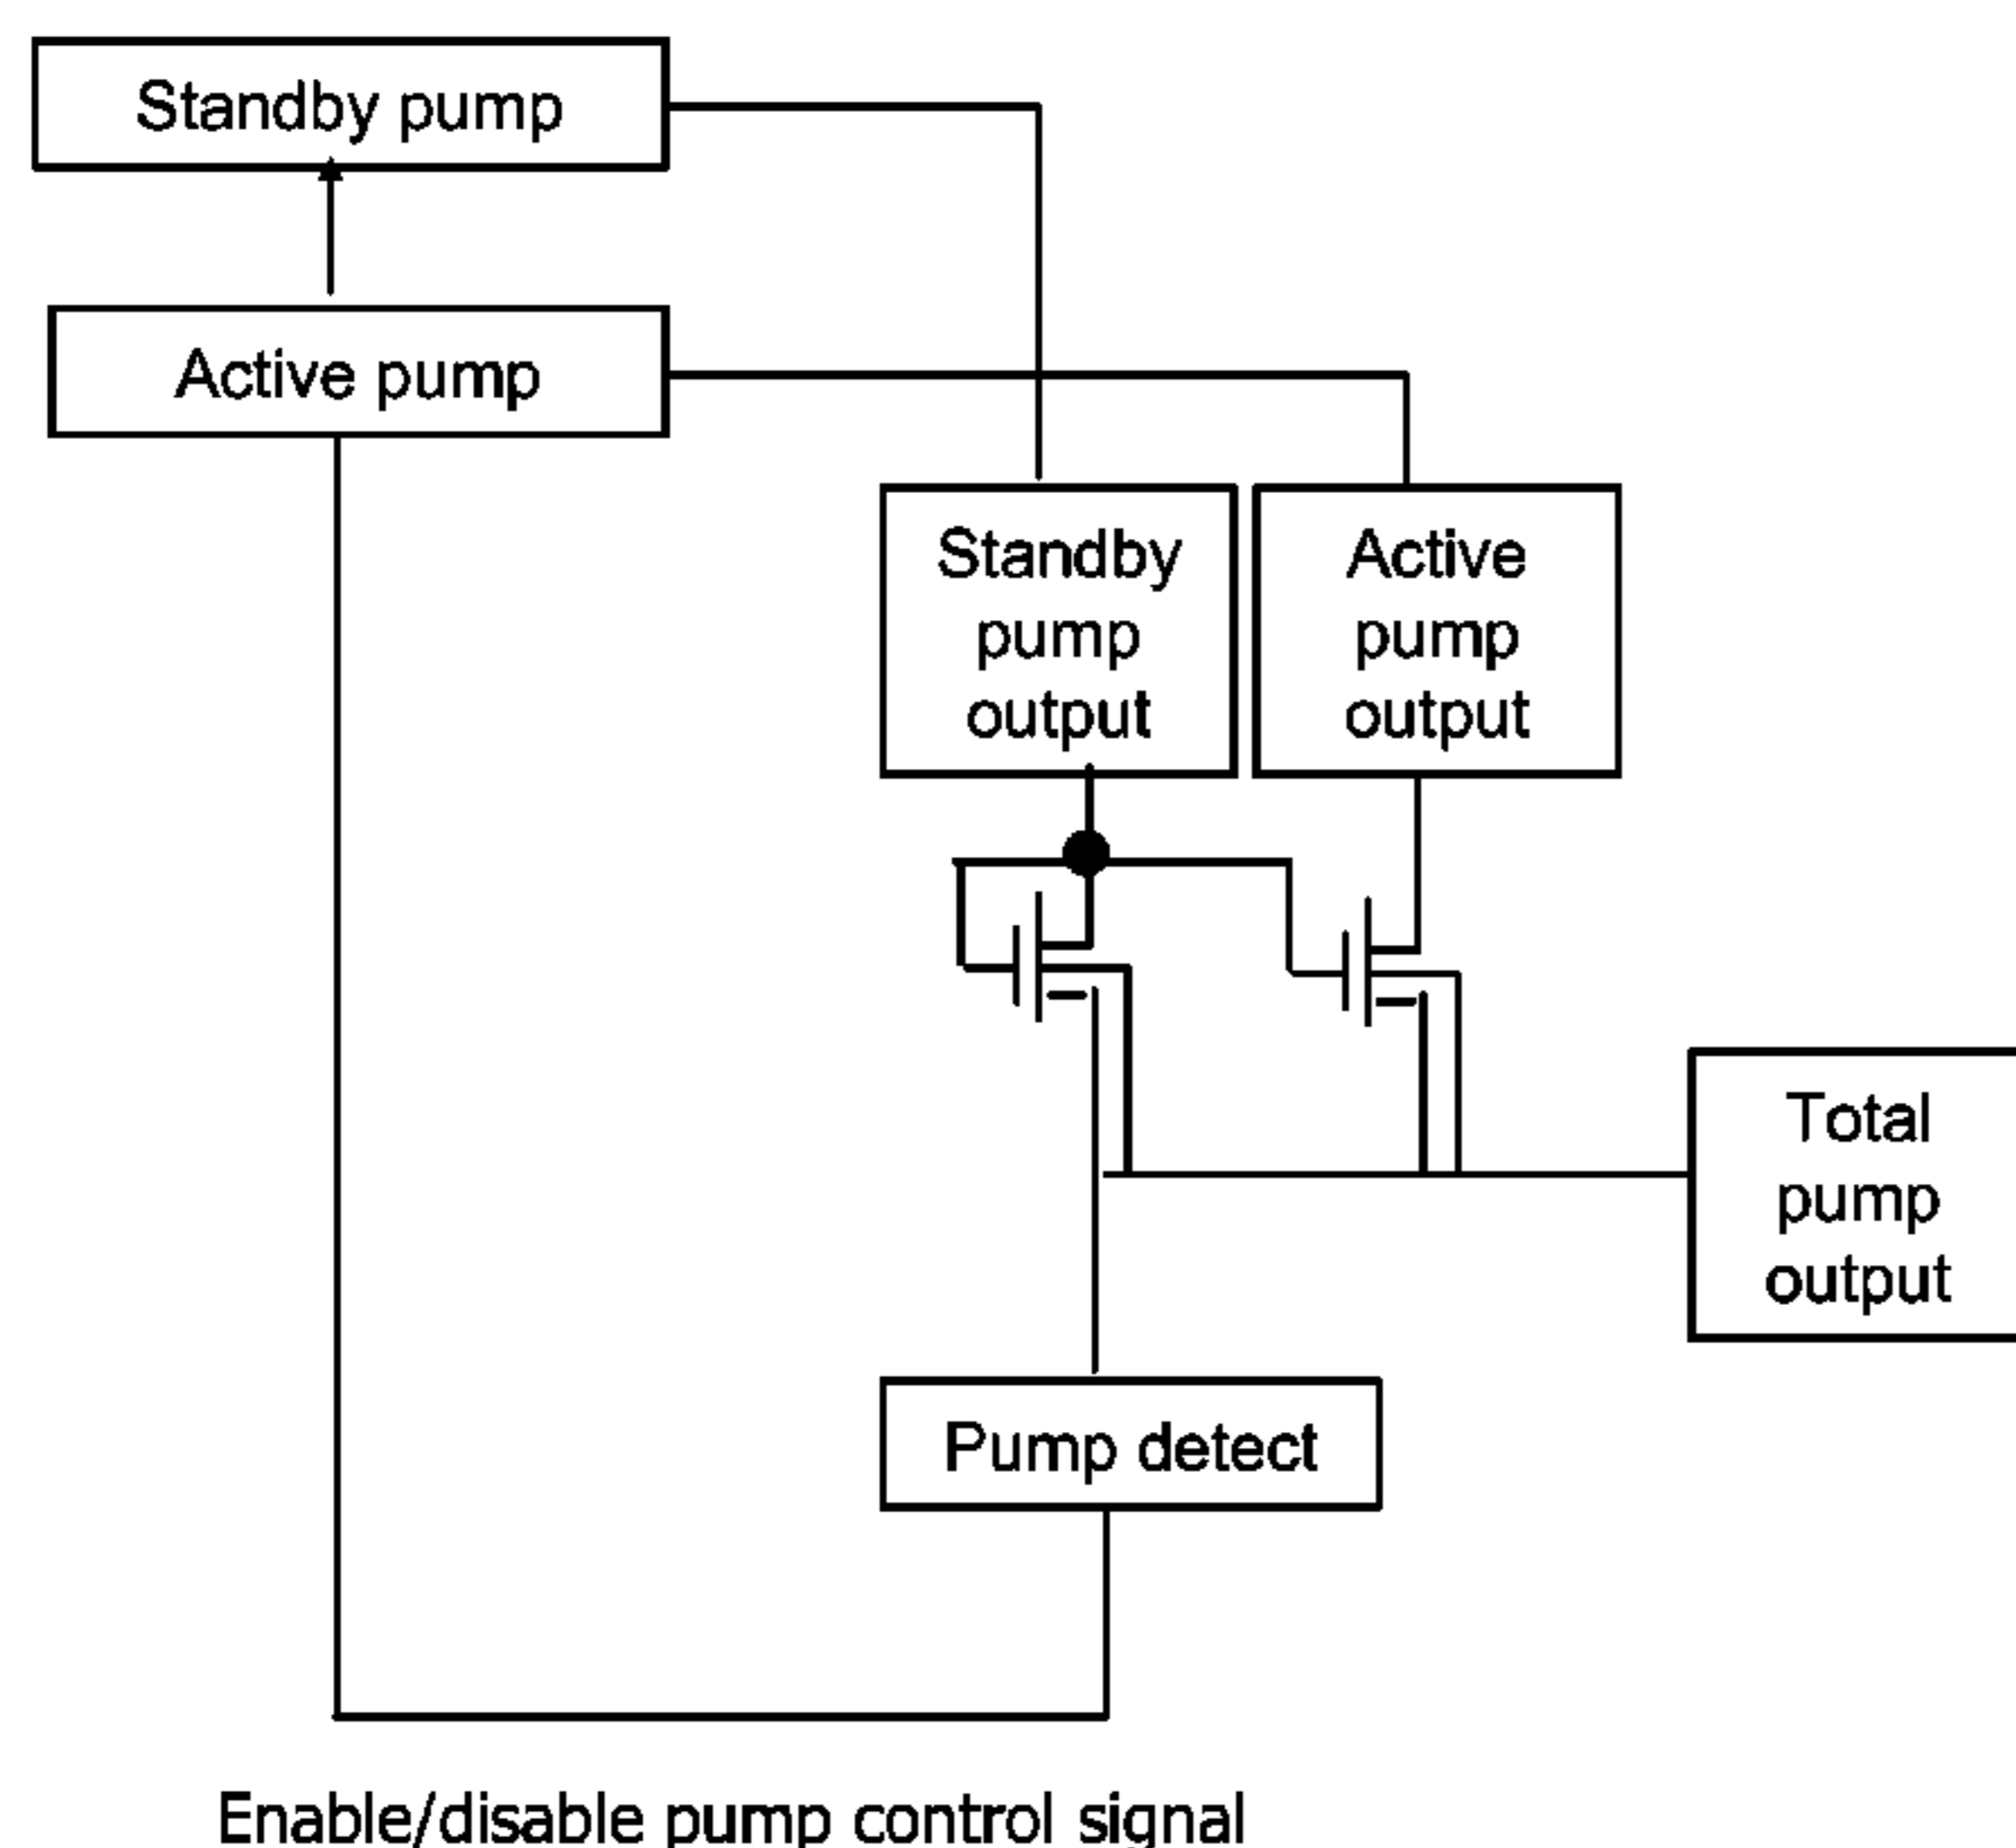 Standby pump
Active pump
Standby
pump
output
Active
pump
output
Total
pump
output
Pump detect
Enable/disable pump control signal